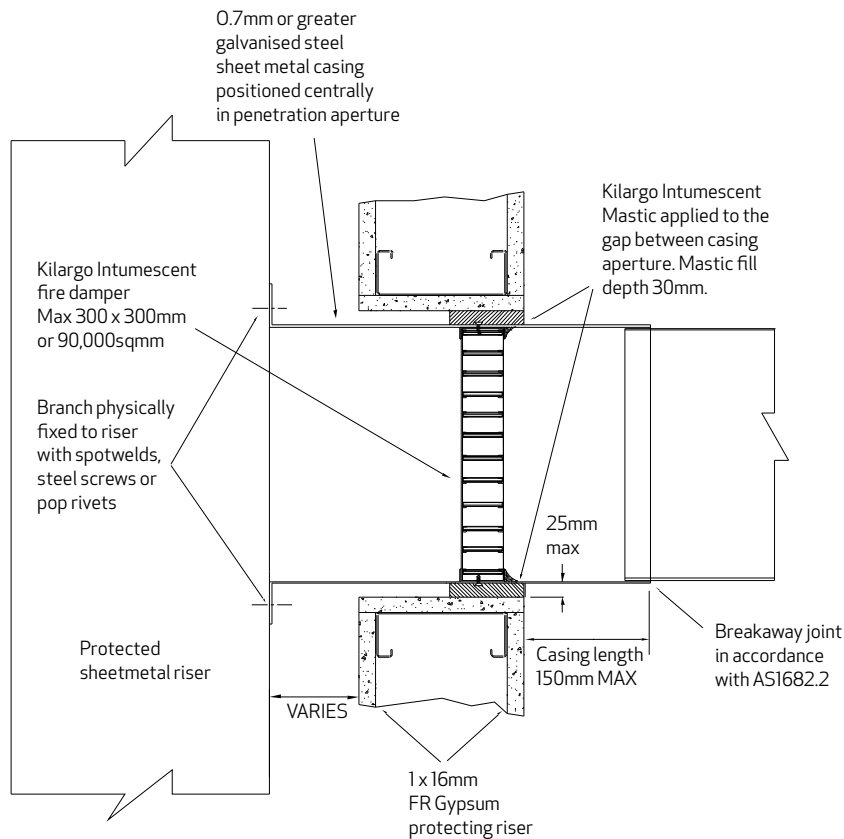 0.7mm or greater
galvanised steel
sheet metal casing
positioned centrally
in penetration aperture
Kilargo Intumescent
Mastic applied to the
gap between casing
aperture. Mastic fill
depth 30mm.
Kilargo Intumescent
fire damper
Max 300 x 300mm
or 90,000sqmm
Branch physically
fixed to riser
with spotwelds,
steel screws or
pop rivets
25mm
max
Protected
sheetmetal riser
VARIES
Casing length
150mm MAX
Breakaway joint
in accordance
with AS1682.2
1 x 16mm
FR Gypsum
protecting riser